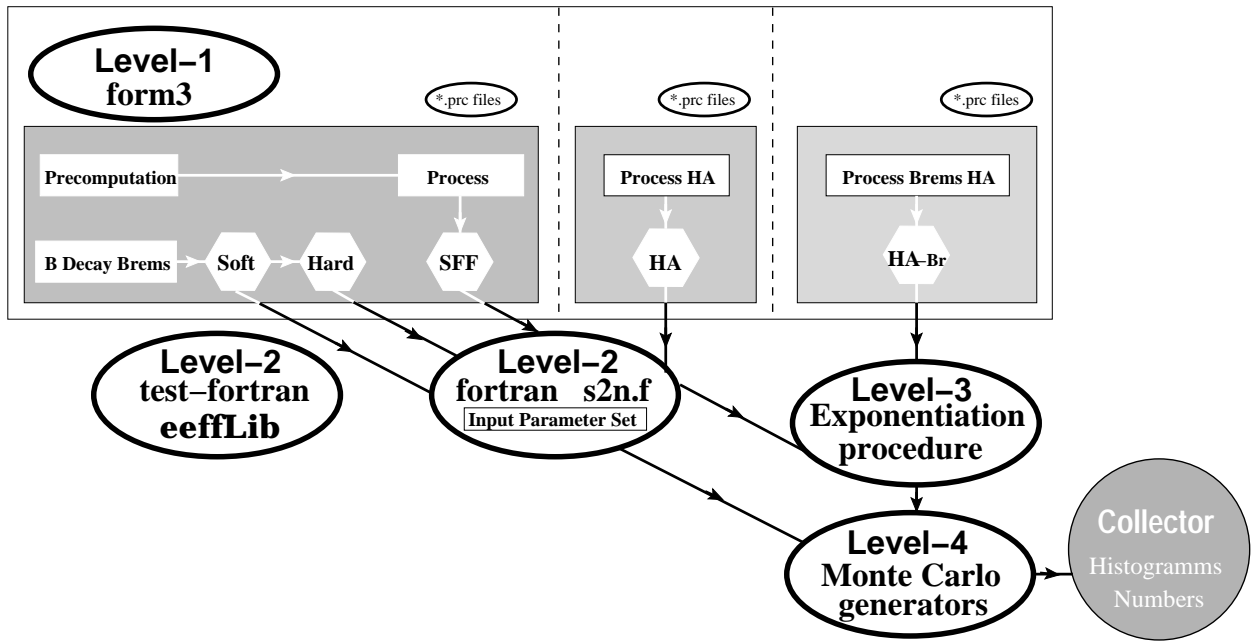 Level–1
form3
*.prc files
*.prc files
*.prc files
Precomputation
Process
Process HA
Process Brems HA
B Decay Brems
Soft
Hard
SFF
HA
HA–Br
Level–2
test–fortran
eeffLib
Level–2
fortran s2n.f
Input Parameter Set
Level–3
Exponentiation
procedure
Level–4
Monte Carlo
generators
Collector
Histogramms
Numbers